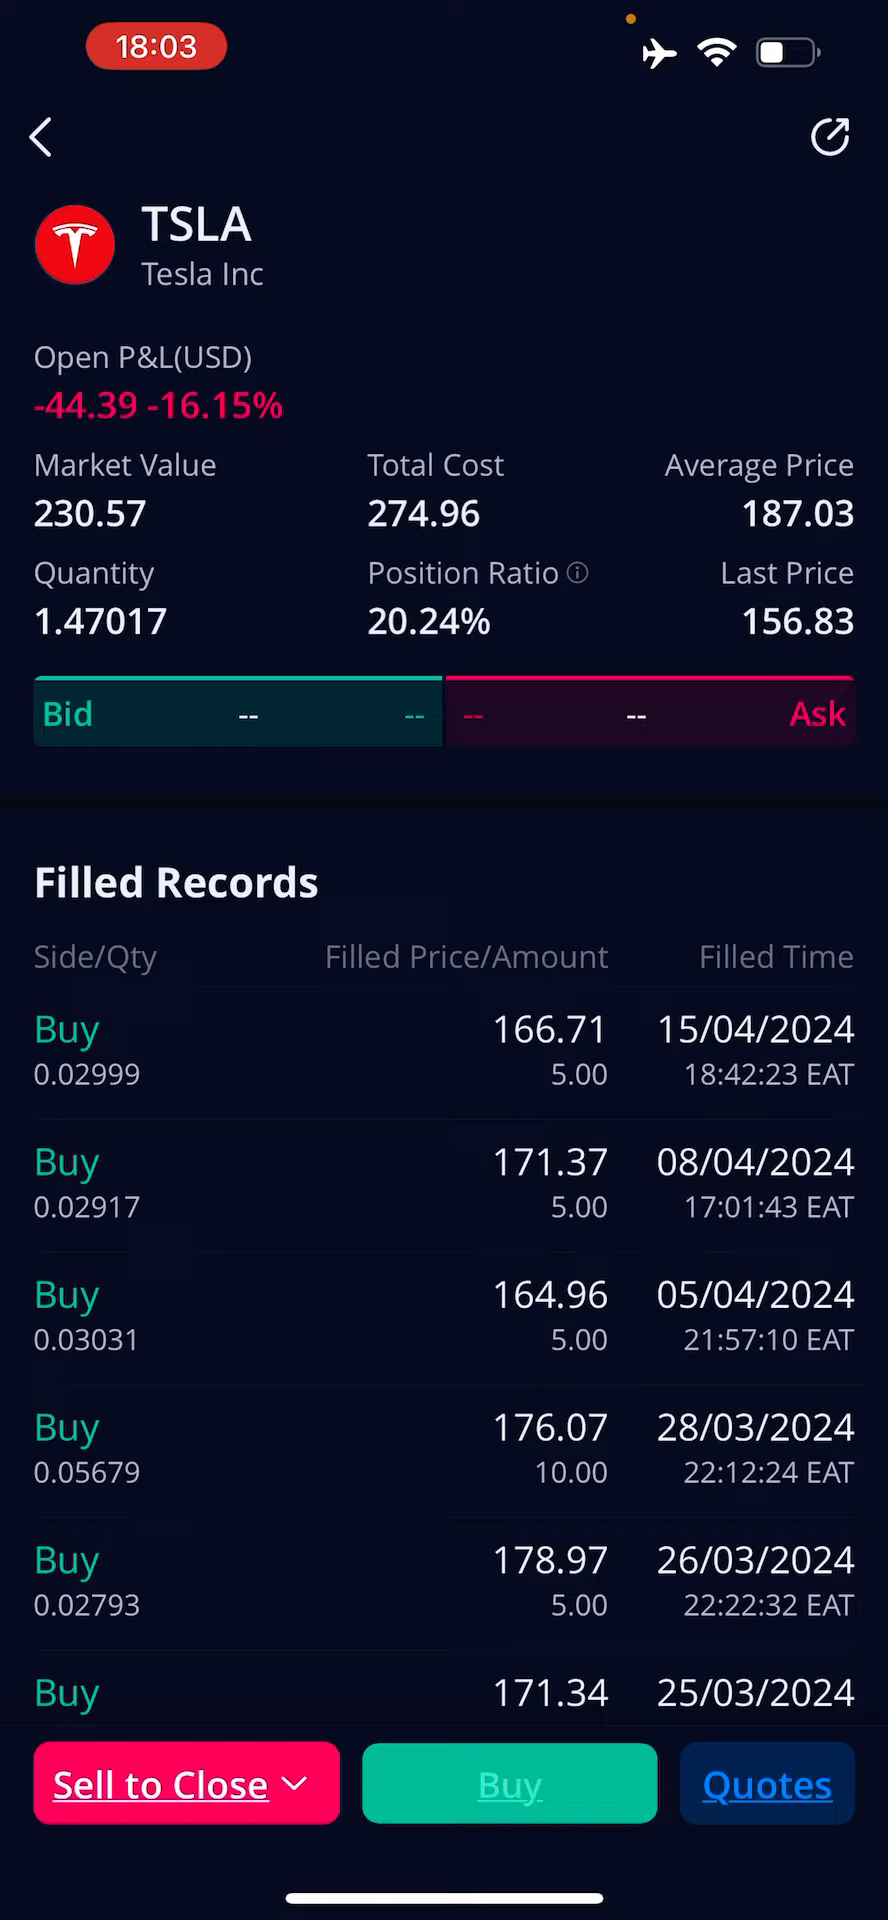 18:03
TSLA
Tesla Inc
Open P&L(USD)
-44.39 -16.15%
Market Value Total Cost Average Price
230.57 274.96 187.03
Quantity Position Ratio Last Price
1.47017 20.24% 156.83
Bid -- -- -- -- Ask
Filled Records
Side/Qty Filled Price/Amount Filled Time
Buy 166.71 15/04/2024
0.02999 5.00 18:42:23 EAT
Buy 171.37 08/04/2024
0.02917 5.00 17:01:43 EAT
Buy 164.96 05/04/2024
0.03031 5.00 21:57:10 EAT
Buy 176.07 28/03/2024
0.05679 10.00 22:12:24 EAT
Buy 178.97 26/03/2024
0.02793 5.00 22:22:32 EAT
Buy 171.34 25/03/2024
Sell to Close Buy Quotes